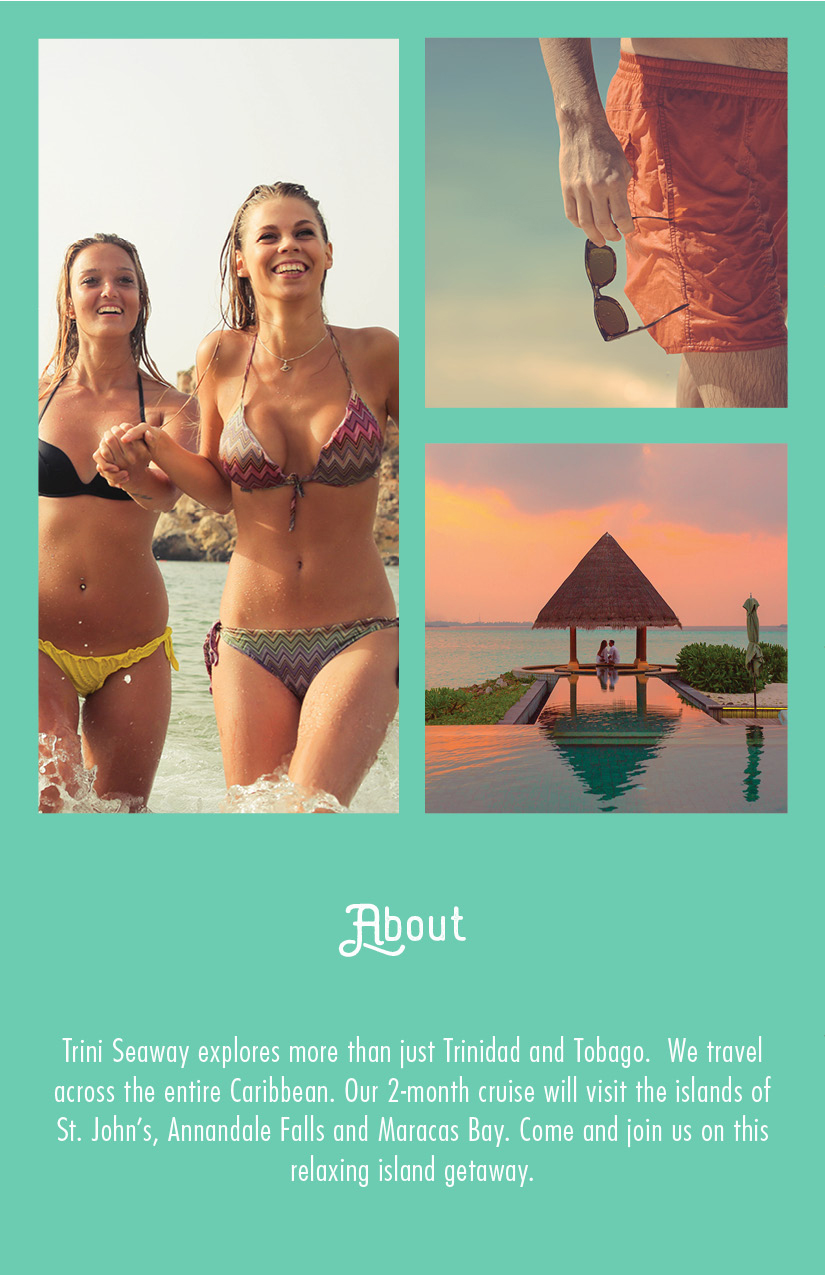 About
Trini Seaway explores more than just Trinidad and Tobago.  We travel
across the entire Caribbean. Our 2-month cruise will visit the islands of
St. John’s, Annandale Falls and Maracas Bay. Come and join us on this
relaxing island getaway.